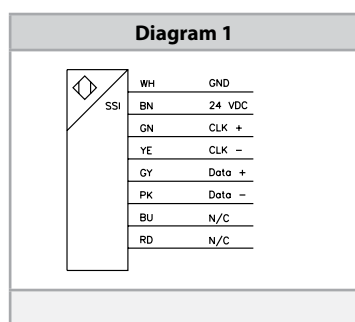 Diagram 1
SSI
WH GND
BN 24 VDC
GN CLK +
YE CLK -
GY Data +
PK Data -
BU N/C
RD N/C